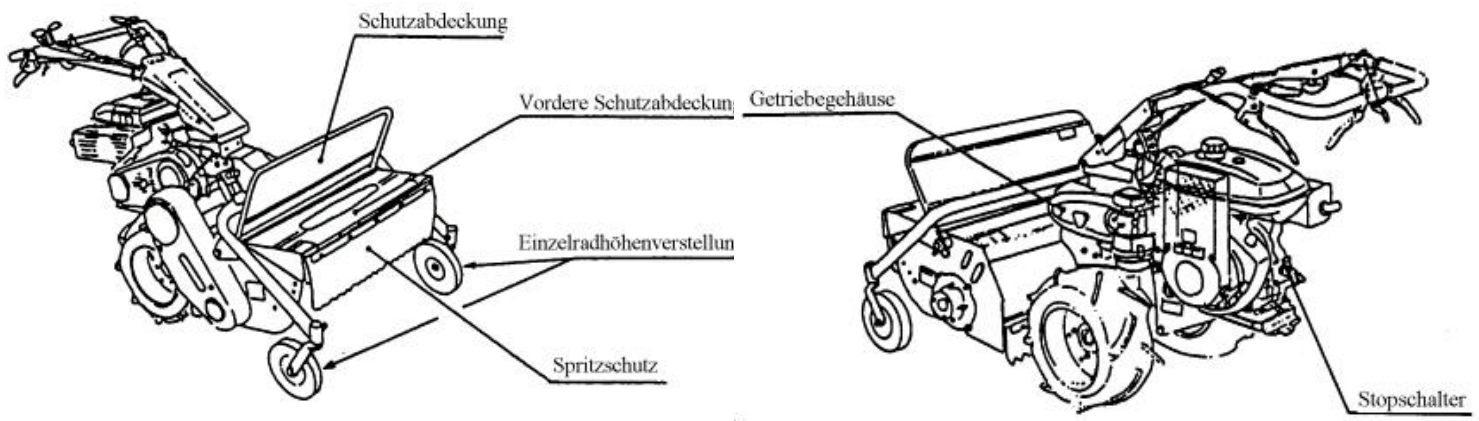 Schutzabdeckung
Vordere Schutzabdeckung
Einzelradhöhenverstellun
Spritzschutz
Getriebegehäuse
Stopschalter